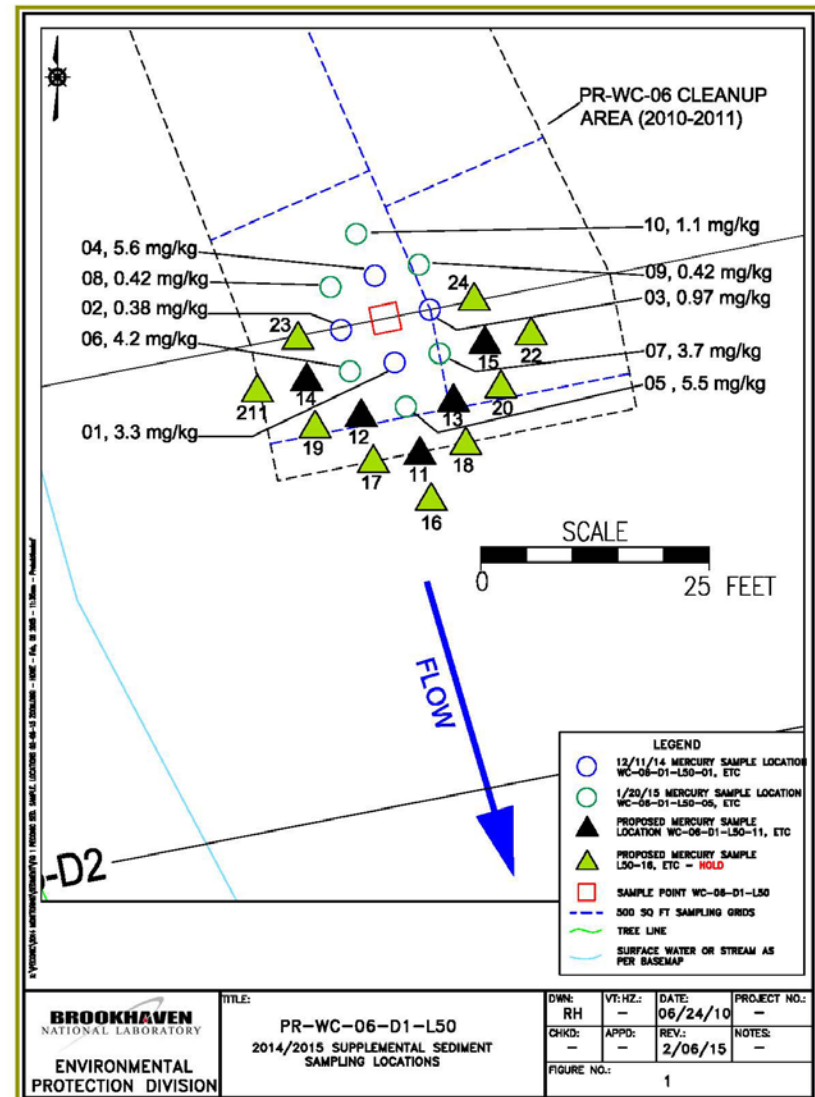 PR-WC-06 CLEANUP
AREA (2010-2011)
10, 1.1 mg/kg
04, 5.6 mg/kg
09, 0.42 mg/kg
08, 0.42 mg/kg
24
03, 0.97 mg/kg
02, 0.38 mg/kg
23
06, 4.2 mg/kg
15
22
07, 3.7 mg/kg
14
211
20
05 , 5.5 mg/kg
13
01, 3.3 mg/kg
12
19
18
17
11
16
SCALE
0
25 FEET
FLOW
-D2
LEGEND
12/11/14 MERCURY SAMPLE LOCATION
WC-06-D1-L50-01, ETC
1/20/15 MERCURY SAMPLE LOCATION
WC-06-D1-L50-05, ETC
PROPOSED MERCURY SAMPLE
LOCATION WC-06-D1-L50-11, ETC
PROPOSED MERCURY SAMPLE
L50-16, ETC - HOLD
SAMPLE POINT WC-06-D1-L50
500 SQ FT SAMPLING GRIDS
TREE LINE
SURFACE WATER OR STREAM AS
PER BASEMAP
BROOKHAVEN
NATIONAL LABORATORY
ENVIRONMENTAL
PROTECTION DIVISION
TITLE:
PR-WC-06-D1-L50
2014/2015 SUPPLEMENTAL SEDIMENT
SAMPLING LOCATIONS
DWN:
RH
VT:HZ.:
-
DATE:
06/24/10
PROJECT NO.:
-
CHKD:
-
APPD:
-
REV.:
2/06/15
NOTES:
-
FIGURE NO.:
1